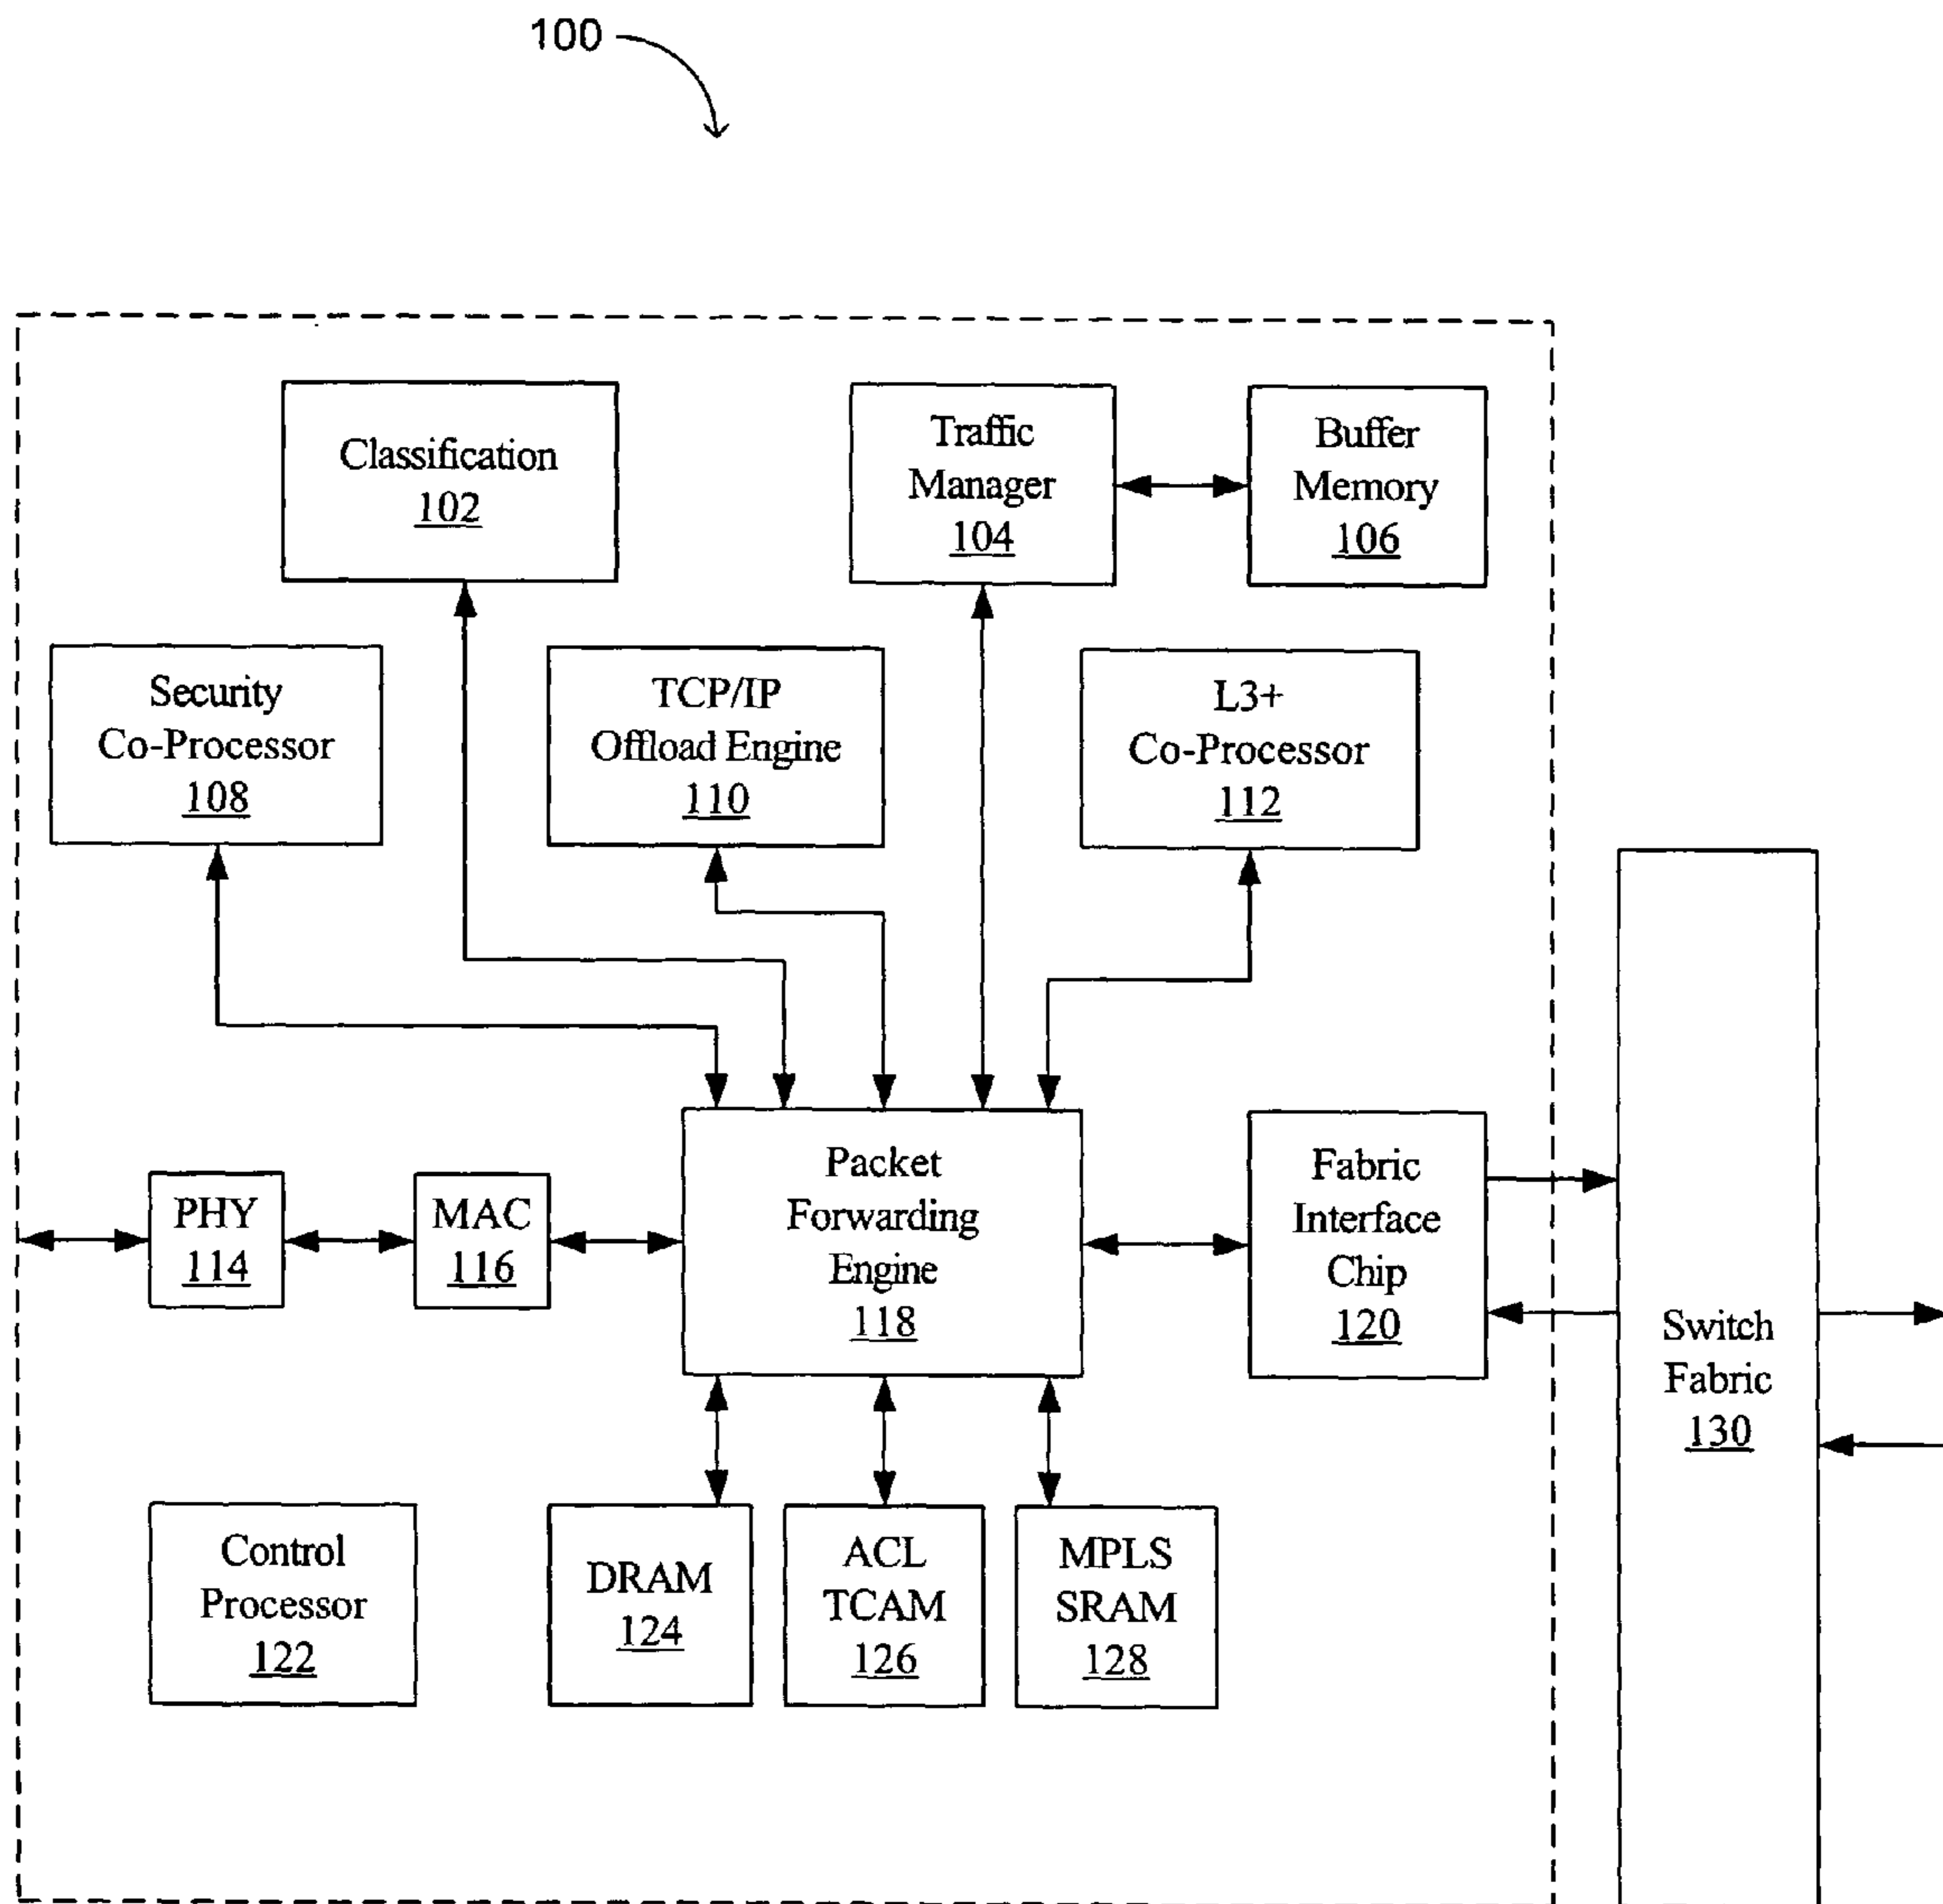 100
Classification
102
Traffic
Manager
104
Buffer
Memory
106
Security
Co-Processor
108
TCP/IP
Offload Engine
110
L3+
Co-Processor
112
PHY
114
MAC
116
Packet
Forwarding
Engine
118
Fabric
Interface
Chip
120
Switch
Fabric
130
Control
Processor
122
DRAM
124
ACL
TCAM
126
MPLS
SRAM
128